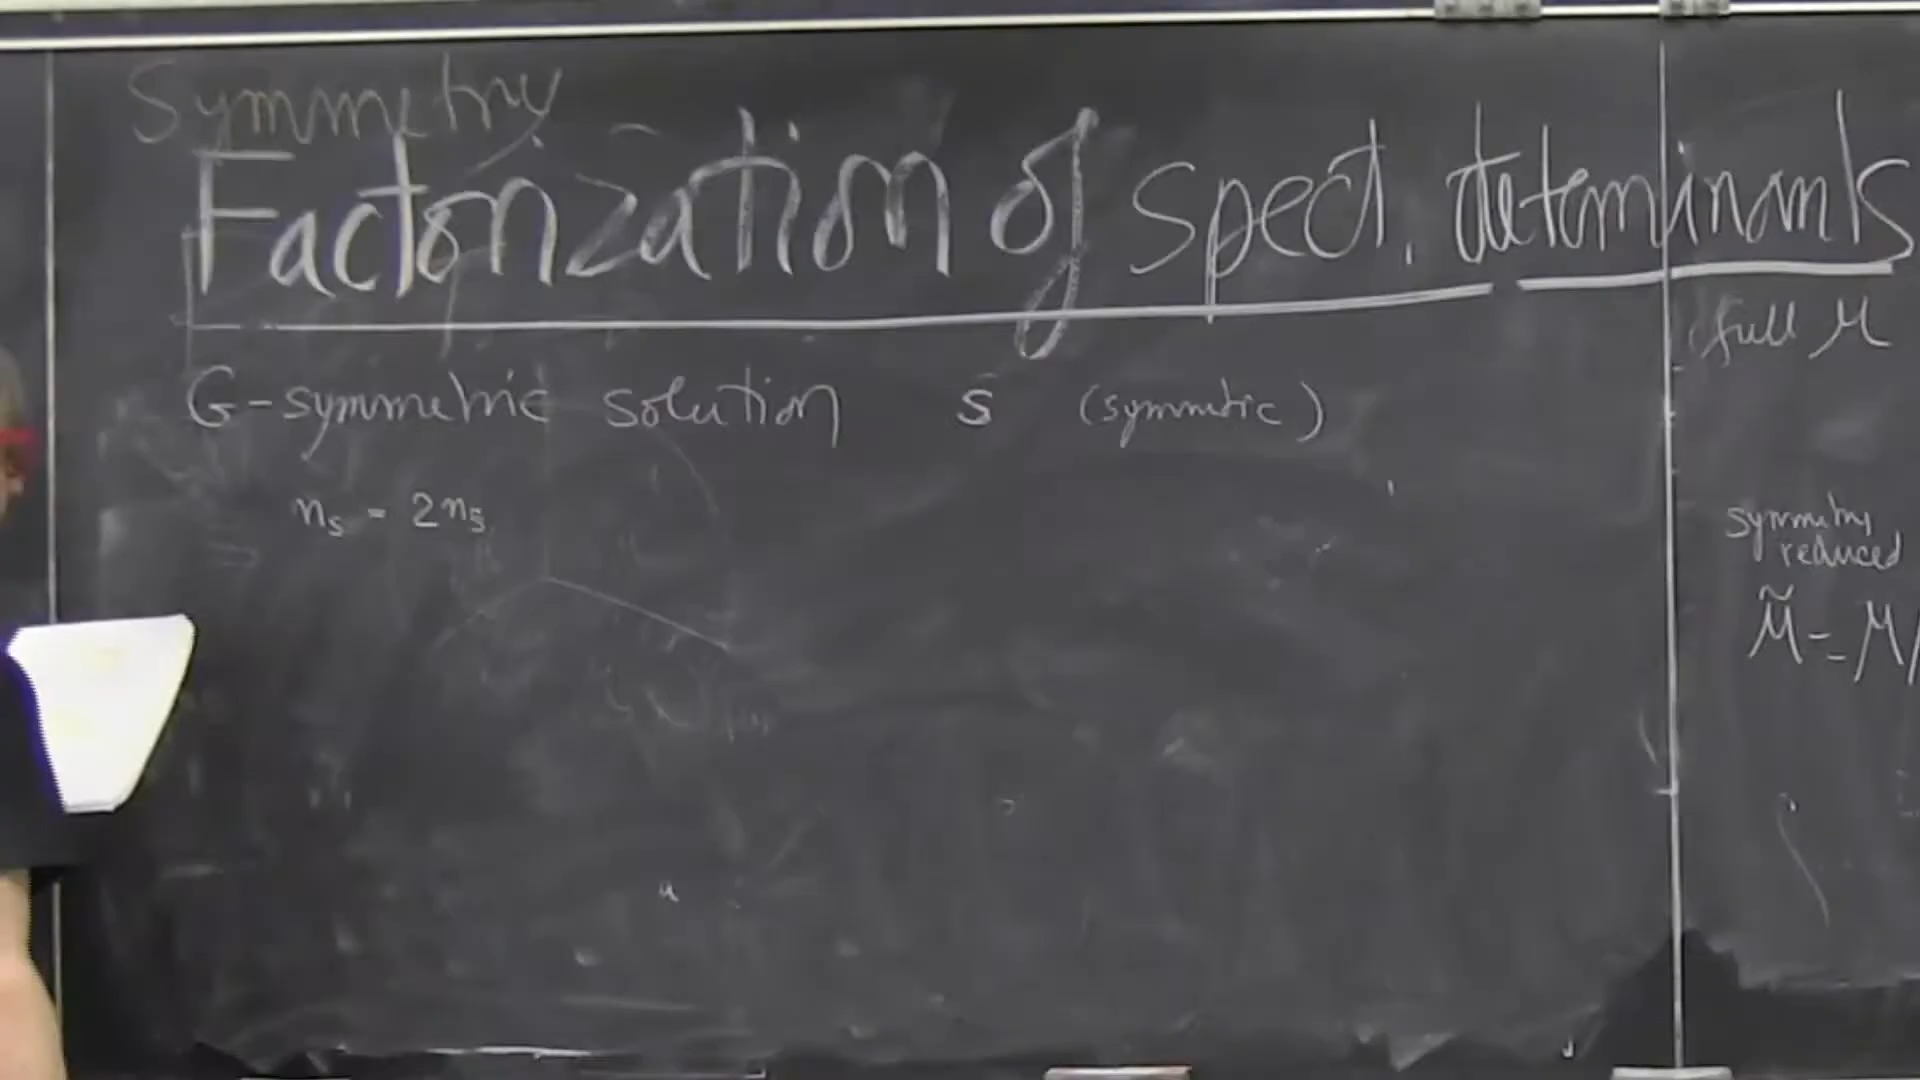 Symmetry
Factorization of spect. determinants
G-symmetric solution s (symmetric)
n_s = 2n_s̃
full M
symmetry
reduced
M̃ = M/